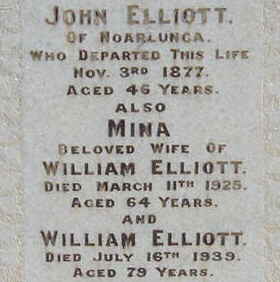 JOHN ELLIOTT.
OF NOARLUNGA.
WHO DEPARTED THIS LIFE
NOV. 3RD 1877.
AGED 46 YEARS.
ALSO
MINA
BELOVED WIFE OF
WILLIAM ELLIOTT.
DIED MARCH 11TH 1925.
AGED 64 YEARS.
AND
WILLIAM ELLIOTT.
DIED JULY 16TH 1939.
AGED 79 YEARS.